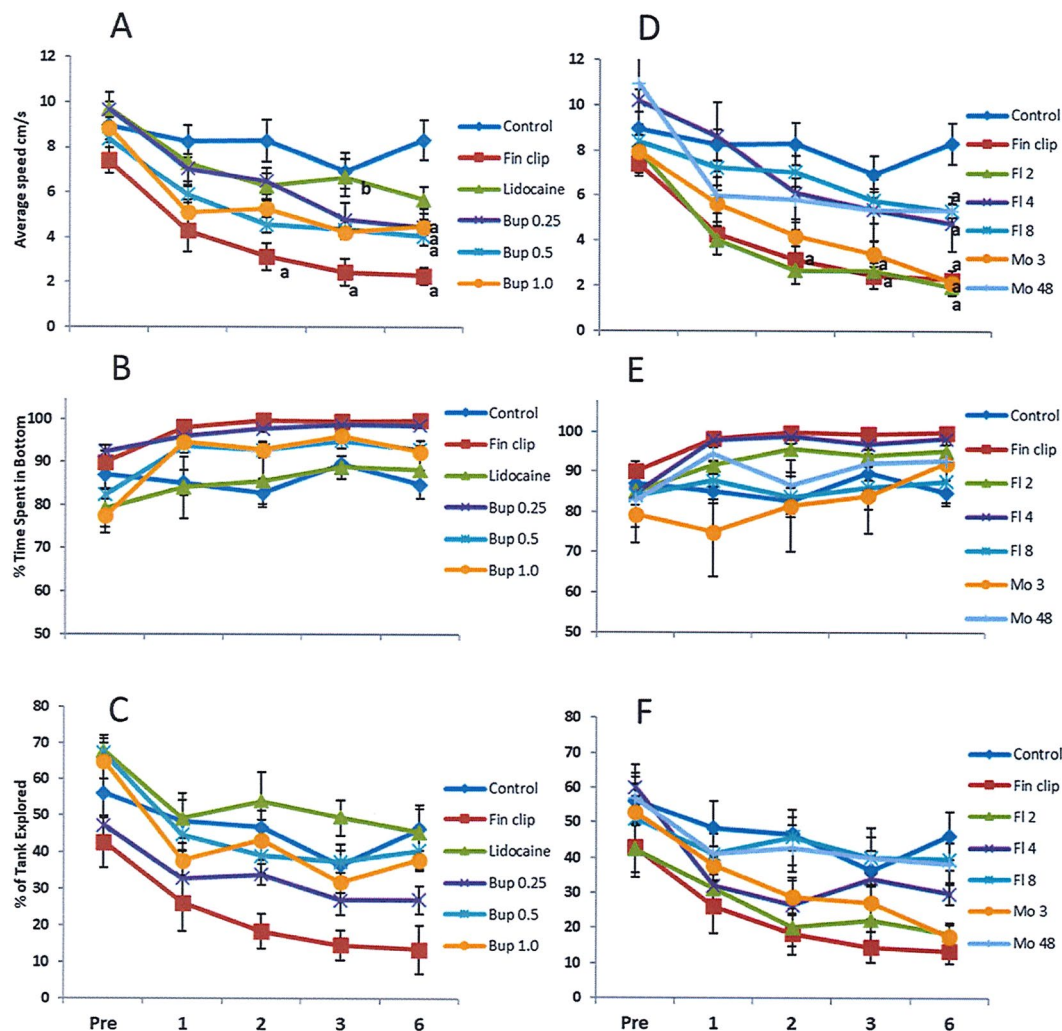 A
Average speed cm/s
12
10
8
6
4
2
0
b
a
a
a
a
a
Control
Fin clip
Lidocaine
Bup 0.25
Bup 0.5
Bup 1.0
D
12
10
8
6
4
2
0
a
a
a
a
a
a
a
a
Control
Fin clip
Fl 2
Fl 4
Fl 8
Mo 3
Mo 48
B
% Time Spent in Bottom
100
90
80
70
60
50
Control
Fin clip
Lidocaine
Bup 0.25
Bup 0.5
Bup 1.0
E
100
90
80
70
60
50
Control
Fin clip
Fl 2
Fl 4
Fl 8
Mo 3
Mo 48
C
% of Tank Explored
80
70
60
50
40
30
20
10
0
Pre 1 2 3 6
Control
Fin clip
Lidocaine
Bup 0.25
Bup 0.5
Bup 1.0
F
80
70
60
50
40
30
20
10
0
Pre 1 2 3 6
Control
Fin clip
Fl 2
Fl 4
Fl 8
Mo 3
Mo 48